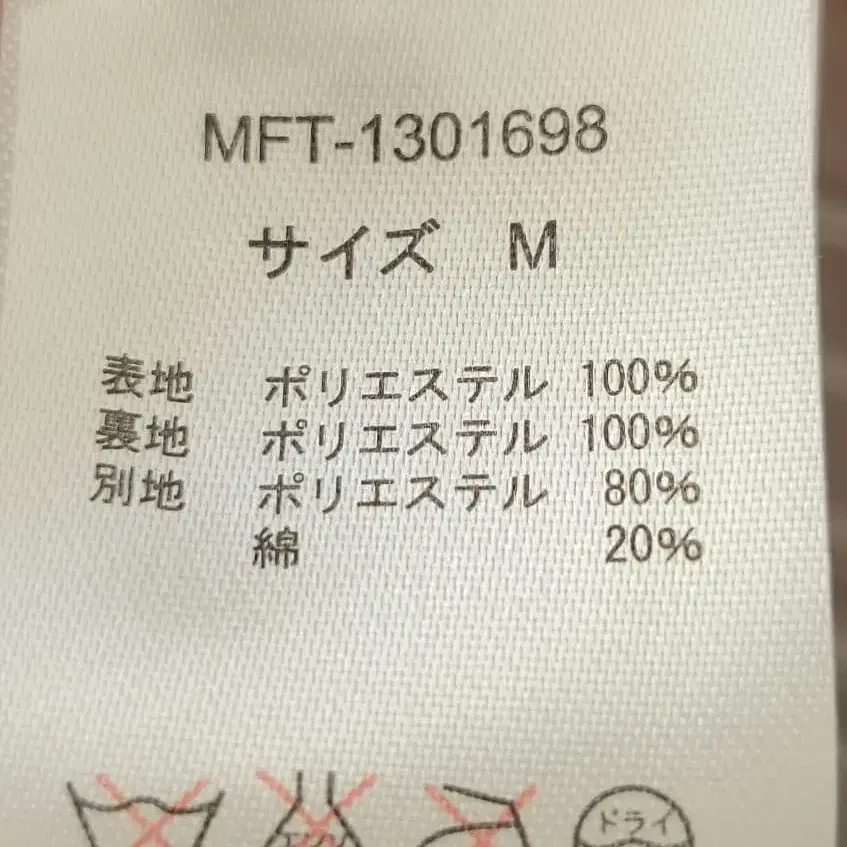 MFT-1301698
サイズ M
表地 ポリエステル 100%
裏地 ポリエステル 100%
別地 ポリエステル 80%
綿 20%
ドライ